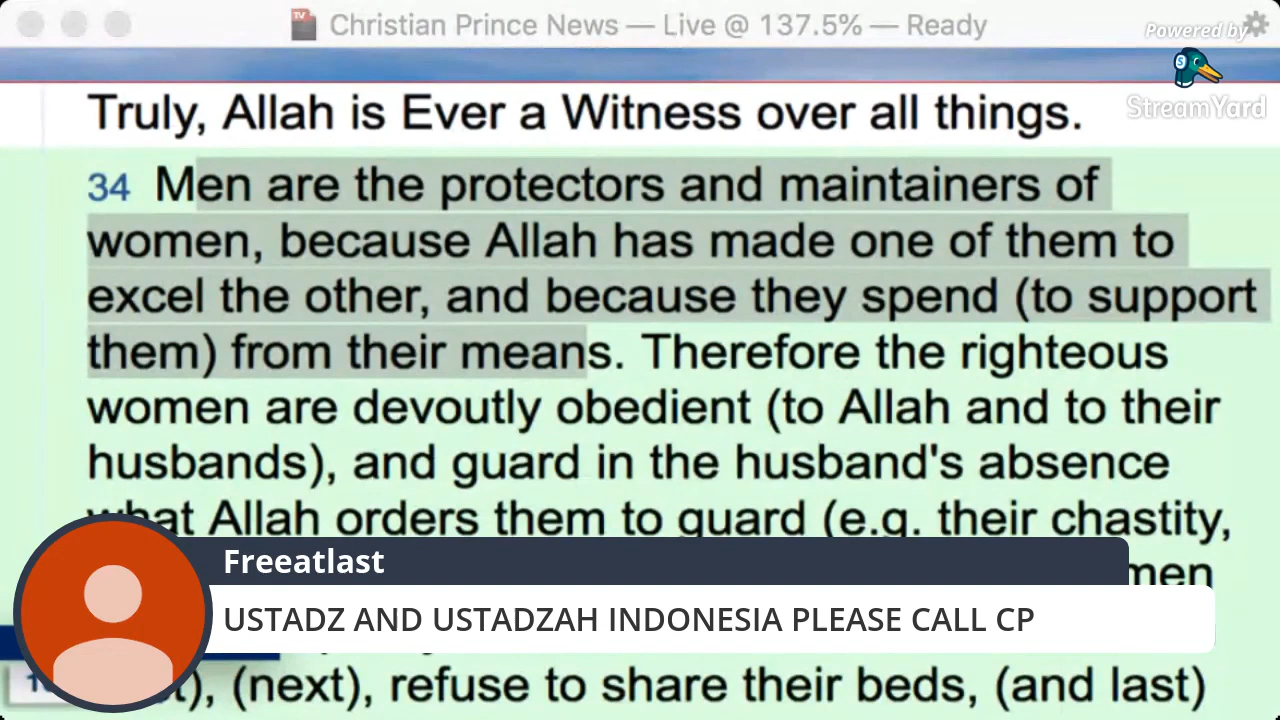 Christian Prince News — Live @ 137.5% — Ready
Powered by
StreamYard
Truly, Allah is Ever a Witness over all things.
34 Men are the protectors and maintainers of
women, because Allah has made one of them to
excel the other, and because they spend (to support
them) from their means. Therefore the righteous
women are devoutly obedient (to Allah and to their
husbands), and guard in the husband's absence
what Allah orders them to guard (e.g. their chastity,
men
Freeatlast
USTADZ AND USTADZAH INDONESIA PLEASE CALL CP
(next), refuse to share their beds, (and last)